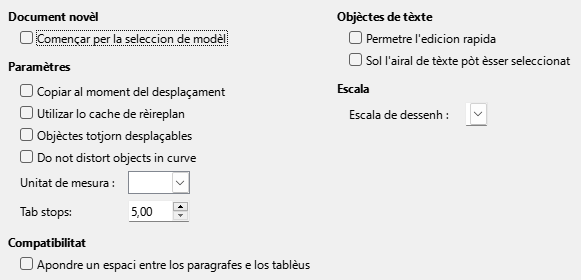 Document novèl
Començar per la seleccion de modèl
Paramètres
Copiar al moment del desplaçament
Utilizar lo cache de rèireplan
Objèctes totjorn desplaçables
Do not distort objects in curve
Unitat de mesura :
Tab stops: 5,00
Compatibilitat
Apondre un espaci entre los paragrafes e los tablèus
Objèctes de tèxte
Permetre l'edicion rapida
Sol l'airal de tèxte pòt èsser seleccionat
Escala
Escala de dessenh :